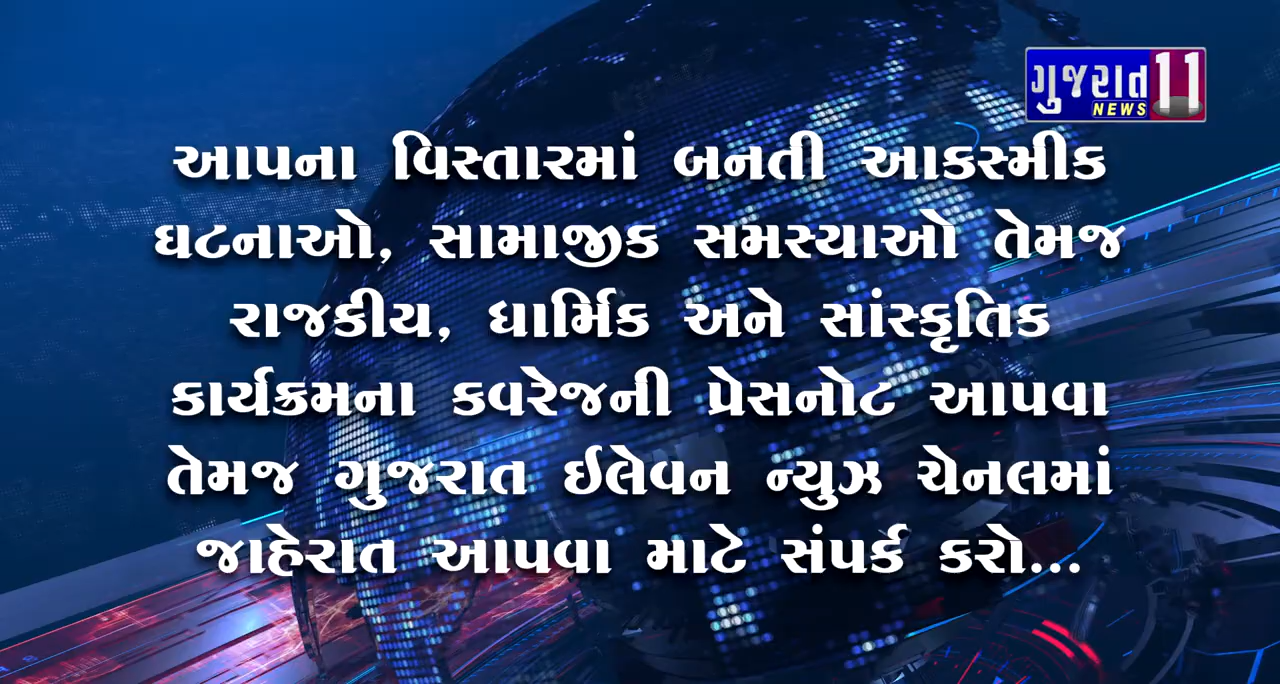 ગુજરાત 11
NEWS
આપના વિસ્તારમાં બનતી આકસ્મીક
ઘટનાઓ, સામાજીક સમસ્યાઓ તેમજ
રાજકીય, ધાર્મિક અને સાંસ્કૃતિક
કાર્યક્રમના કવરેજની પ્રેસનોટ આપવા
તેમજ ગુજરાત ઈલેવન ન્યુઝ ચેનલમાં
જાહેરાત આપવા માટે સંપર્ક કરો...